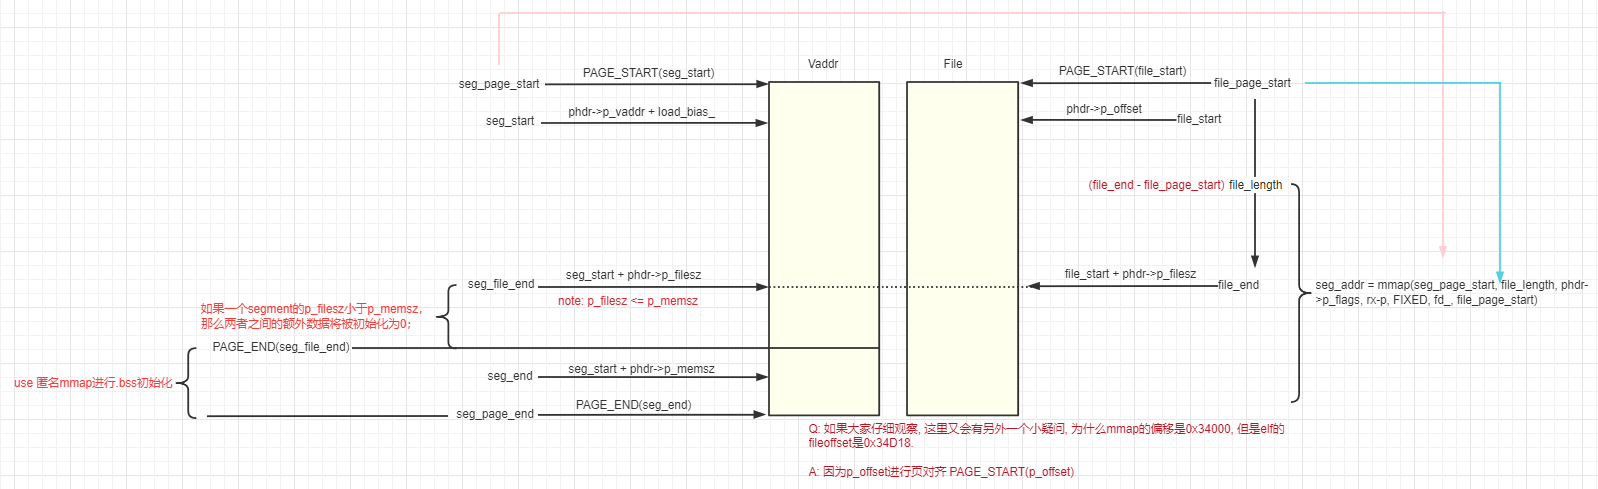 Vaddr
File
PAGE_START(seg_start)
seg_page_start
PAGE_START(file_start)
file_page_start
phdr->p_vaddr + load_bias_
seg_start
phdr->p_offset
file_start
(file_end - file_page_start) file_length
seg_start + phdr->p_filesz
seg_file_end
note: p_filesz <= p_memsz
file_start + phdr->p_filesz
file_end
seg_addr = mmap(seg_page_start, file_length, phdr-
>p_flags, rx-p, FIXED, fd_, file_page_start)
如果一个segment的p_filesz小于p_memsz,
那么两者之间的额外数据将被初始化为0;
PAGE_END(seg_file_end)
seg_start + phdr->p_memsz
seg_end
use 匿名mmap进行.bss初始化
PAGE_END(seg_end)
seg_page_end
Q: 如果大家仔细观察, 这里又会有另外一个小疑问, 为什么mmap的偏移是0x34000, 但是elf的
fileoffset是0x34D18.
A: 因为p_offset进行页对齐 PAGE_START(p_offset)